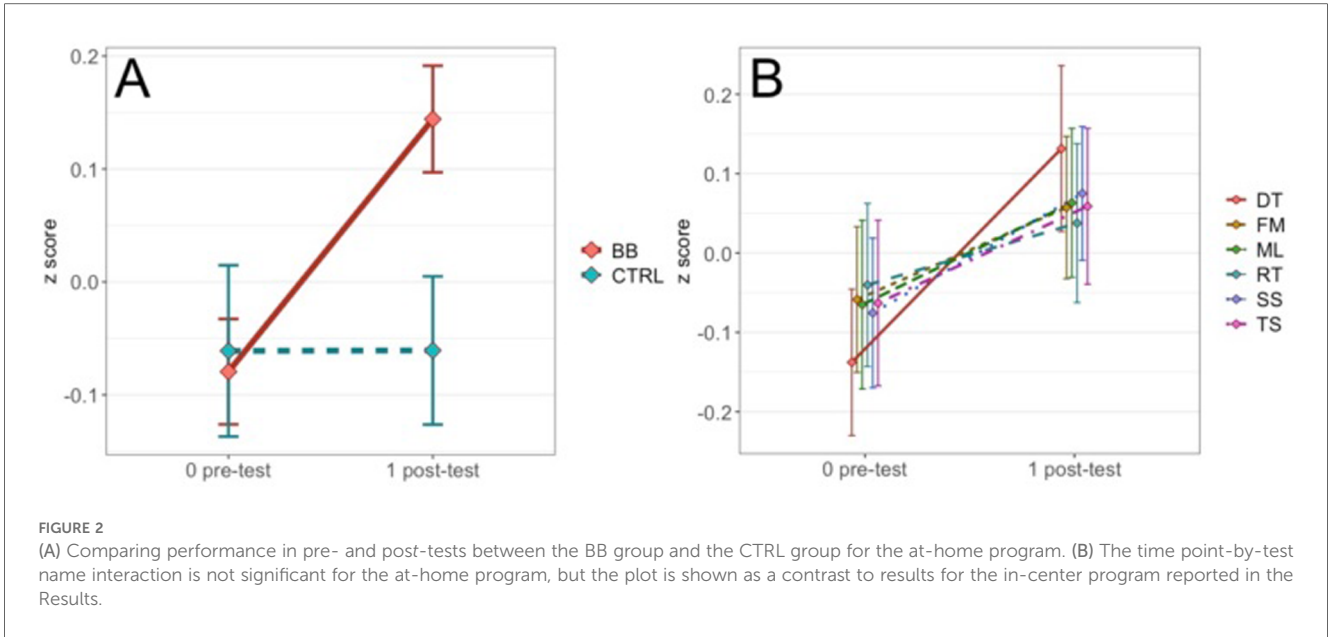 A
0.2
0.1
0.0
-0.1
z score
0 pre-test
1 post-test
BB
CTRL
B
0.2
0.1
0.0
-0.1
-0.2
z score
0 pre-test
1 post-test
DT
FM
ML
RT
SS
TS
FIGURE 2
(A) Comparing performance in pre- and post-tests between the BB group and the CTRL group for the at-home program. (B) The time point-by-test
name interaction is not significant for the at-home program, but the plot is shown as a contrast to results for the in-center program reported in the
Results.